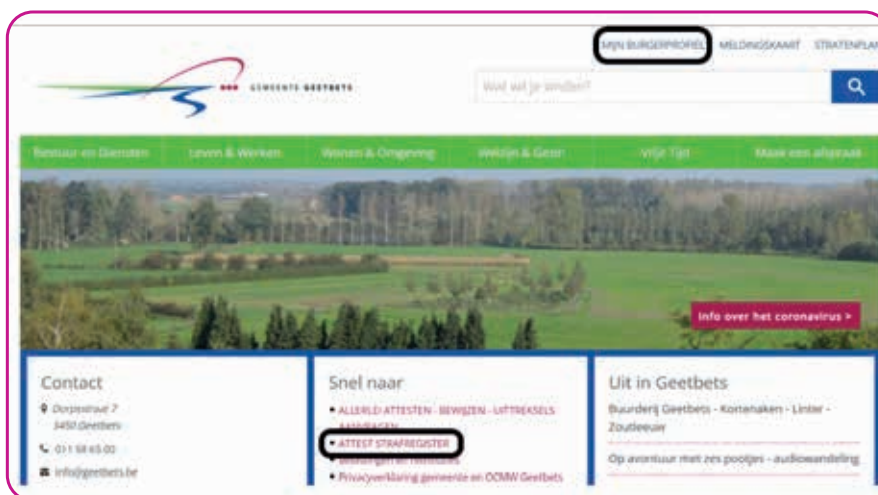 MIJN BURGERPROFIEL MELDINGSKAART STRATENPLAN
GEMEENTE GEETBETS
Wat wil je vinden?
Bestuur en Diensten Leven & Werken Wonen & Omgeving Welzijn & Gezin Vrije Tijd Maak een afspraak
Info over het coronavirus >
Contact
Dorpsstraat 7
3450 Geetbets
011 58 65 00
info@geetbets.be
Snel naar
• ALLERLEI ATTESTEN - BEWIJZEN - UITTREKSELS
AANVRAGEN
• ATTEST STRAFREGISTER
• Privacyverklaring gemeente en OCMW Geetbets
Uit in Geetbets
Buurderij Geetbets - Kortenaken - Linter -
Zoutleeuw
Op avontuur met zes pootjes - audiowandeling